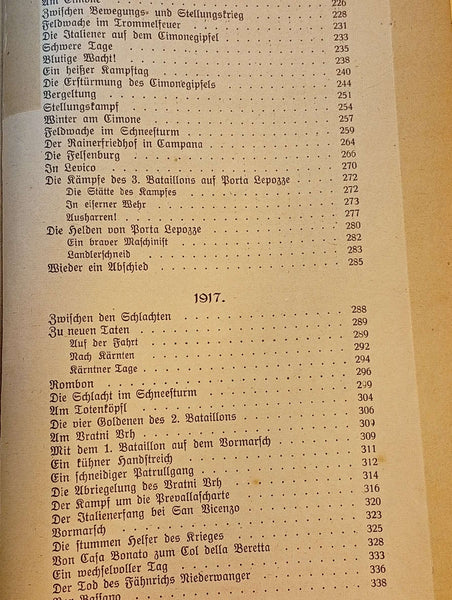 Am Cimone 226
Zwischen Bewegungs- und Stellungskrieg 228
Feldwache im Trommelfeuer 231
Die Italiener auf dem Cimonegipfel 233
Schwere Tage 235
Blutige Wacht! 238
Ein heißer Kampftag 240
Die Erstürmung des Cimonegipfels 244
Vergeltung 251
Stellungskampf 254
Winter am Cimone 257
Feldwache im Schneesturm 259
Der Rainerfriedhof in Campana 264
Die Felsenburg 266
In Levico 270
Die Kämpfe des 3. Bataillons auf Porta Lepozze 272
Die Stätte des Kampfes 272
In eiserner Wehr 273
Ausharren! 277
Die Helden von Porta Lepozze 280
Ein braver Maschinist 282
Landlerschneid 283
Wieder ein Abschied 285
1917.
Zwischen den Schlachten 288
Zu neuen Taten 289
Auf der Fahrt 289
Nach Kärnten 292
Kärntner Tage 294
Rombon 296
Die Schlacht im Schneesturm 299
Am Totenköpfl 304
Die vier Goldenen des 2. Bataillons 306
Am Vratni Vrh 309
Mit dem 1. Bataillon auf dem Vormarsch 309
Ein kühner Handstreich 311
Ein schneidiger Patrullgang 312
Die Abriegelung des Vratni Vrh 314
Der Kampf um die Prevallascharte 316
Der Italienerfang bei San Vicenzo 320
Vormarsch 323
Die stummen Helfer des Krieges 325
Von Casa Bonato zum Col della Beretta 328
Ein wechselvoller Tag 333
Der Tod des Fähnrichs Niederwanger 336
Von Bassano 338